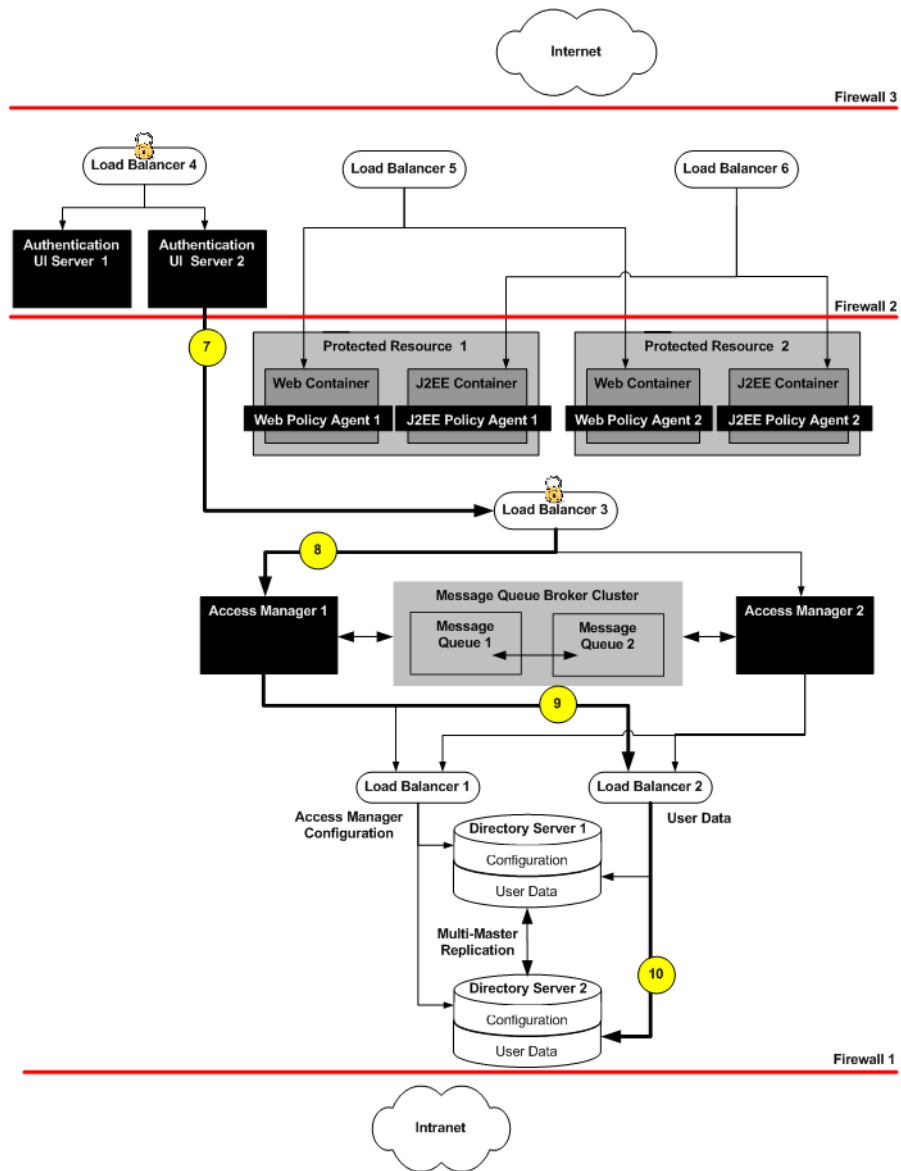 Internet
Firewall 3
Load Balancer 4
Load Balancer 5
Load Balancer 6
Authentication
UI Server 1
Authentication
UI Server 2
Firewall 2
7
Protected Resource 1
Web Container
J2EE Container
Web Policy Agent 1
J2EE Policy Agent 1
Protected Resource 2
Web Container
J2EE Container
Web Policy Agent 2
J2EE Policy Agent 2
Load Balancer 3
8
Access Manager 1
Message Queue Broker Cluster
Message
Queue 1
Message
Queue 2
Access Manager 2
9
Load Balancer 1
Load Balancer 2
Access Manager
Configuration
User Data
Directory Server 1
Configuration
User Data
Multi-Master
Replication
10
Directory Server 2
Configuration
User Data
Firewall 1
Intranet